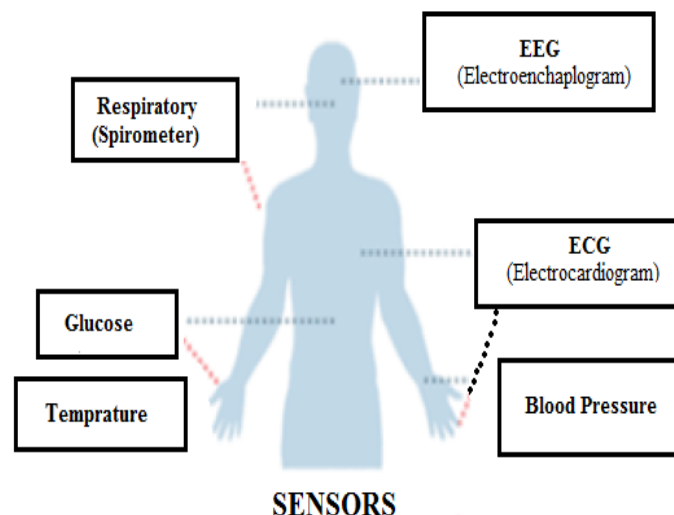 EEG
(Electroenchaplogram)
Respiratory
(Spirometer)
ECG
(Electrocardiogram)
Glucose
Temprature
Blood Pressure
SENSORS